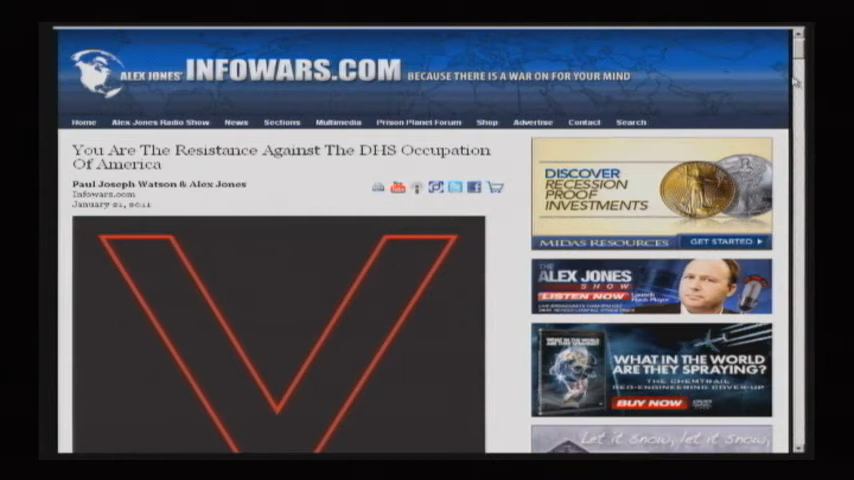 ALEX JONES' INFOWARS.COM BECAUSE THERE IS A WAR ON FOR YOUR MIND
Home Alex Jones Radio Show News Sections Multimedia Prison Planet Forum Shop Advertise Contact Search
You Are The Resistance Against The DHS Occupation
Of America
Paul Joseph Watson & Alex Jones
Infowars.com
January 21, 2011
DISCOVER
RECESSION
PROOF
INVESTMENTS
MIDAS RESOURCES GET STARTED
THE
ALEX JONES
SHOW
LISTEN NOW Launch
Flash Player
WHAT IN THE WORLD
ARE THEY SPRAYING?
THE CHEMTRAIL
GEO-ENGINEERING COVER-UP
BUY NOW DVD
Let it snow, let it snow,